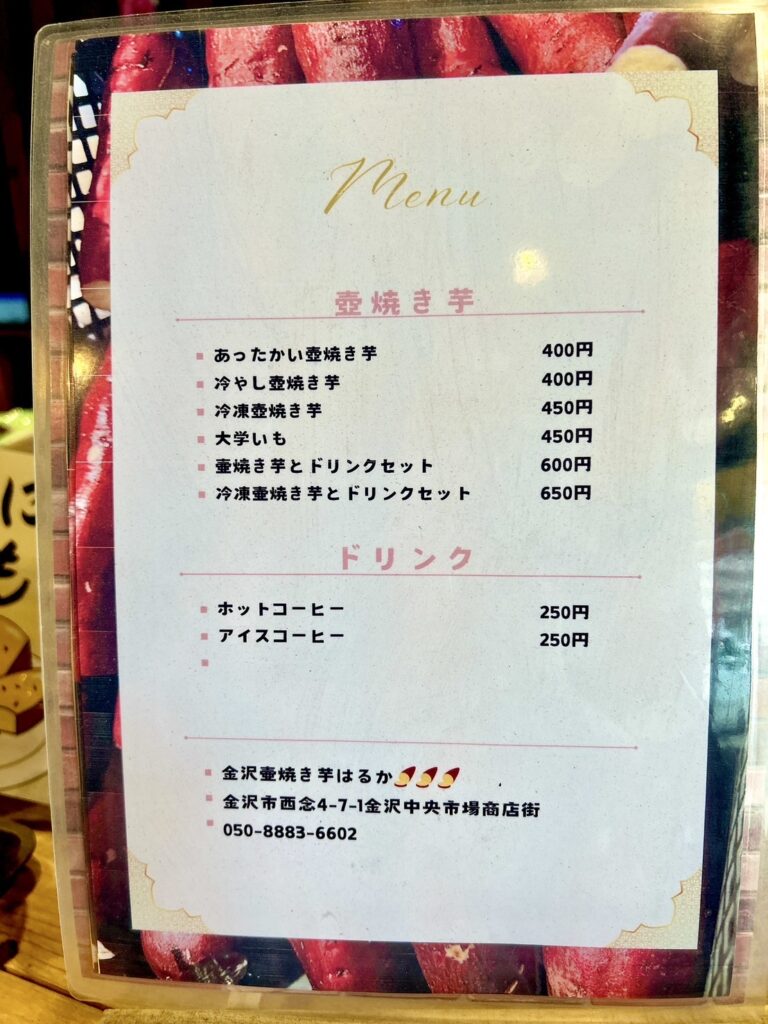 Menu
壺焼き芋
あったかい壺焼き芋 400円
冷やし壺焼き芋 400円
冷凍壺焼き芋 450円
大学いも 450円
壷焼き芋とドリンクセット 600円
冷凍壷焼き芋とドリンクセット 650円
ドリンク
ホットコーヒー 250円
アイスコーヒー 250円
金沢壷焼き芋はるか🍠🍠🍠
金沢市西念4-7-1金沢中央市場商店街
050-8883-6602
に
も